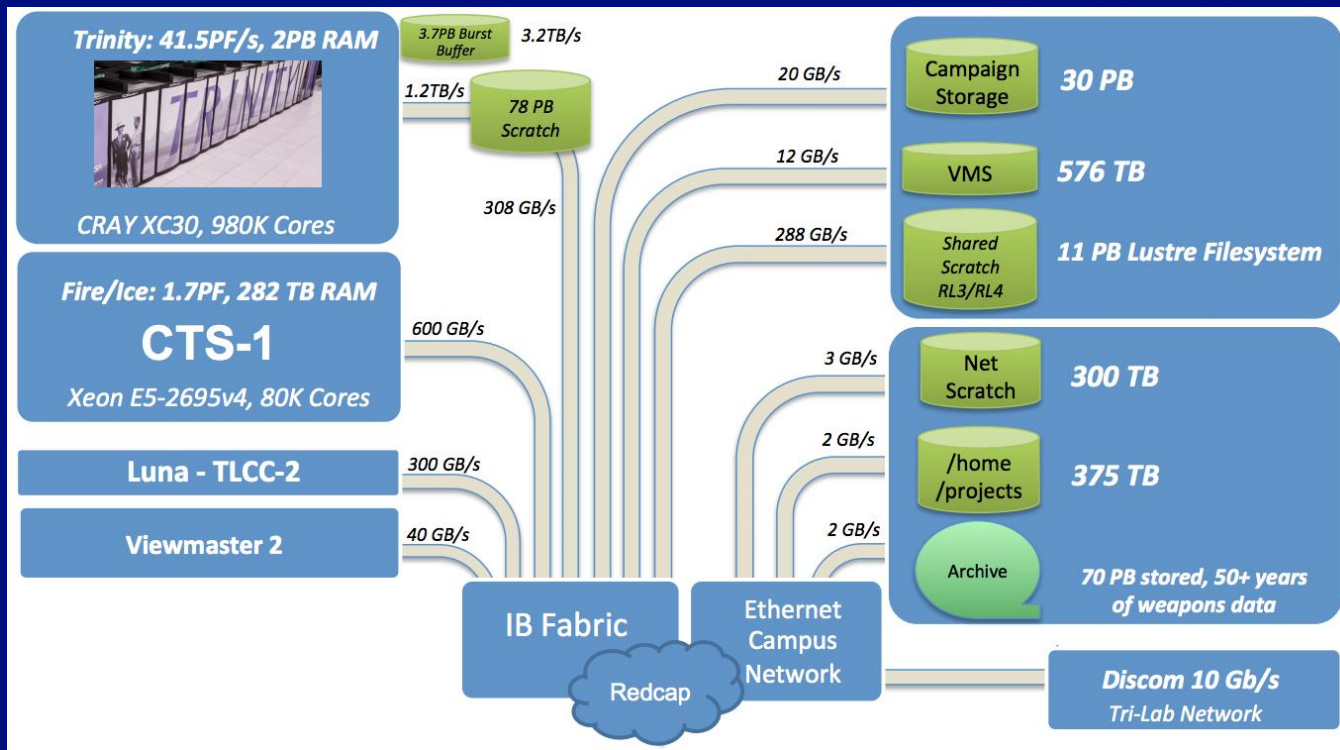 Trinity: 41.5PF/s, 2PB RAM
TRINITY
CRAY XC30, 980K Cores
3.7PB Burst
Buffer
3.2TB/s
1.2TB/s
78 PB
Scratch
308 GB/s
Fire/Ice: 1.7PF, 282 TB RAM
CTS-1
Xeon E5-2695v4, 80K Cores
600 GB/s
Luna - TLCC-2
300 GB/s
Viewmaster 2
40 GB/s
20 GB/s
Campaign
Storage
30 PB
12 GB/s
VMS
576 TB
288 GB/s
Shared
Scratch
RL3/RL4
11 PB Lustre Filesystem
3 GB/s
Net
Scratch
300 TB
2 GB/s
/home
/projects
375 TB
2 GB/s
Archive
70 PB stored, 50+ years
of weapons data
IB Fabric
Ethernet
Campus
Network
Redcap
Discom 10 Gb/s
Tri-Lab Network